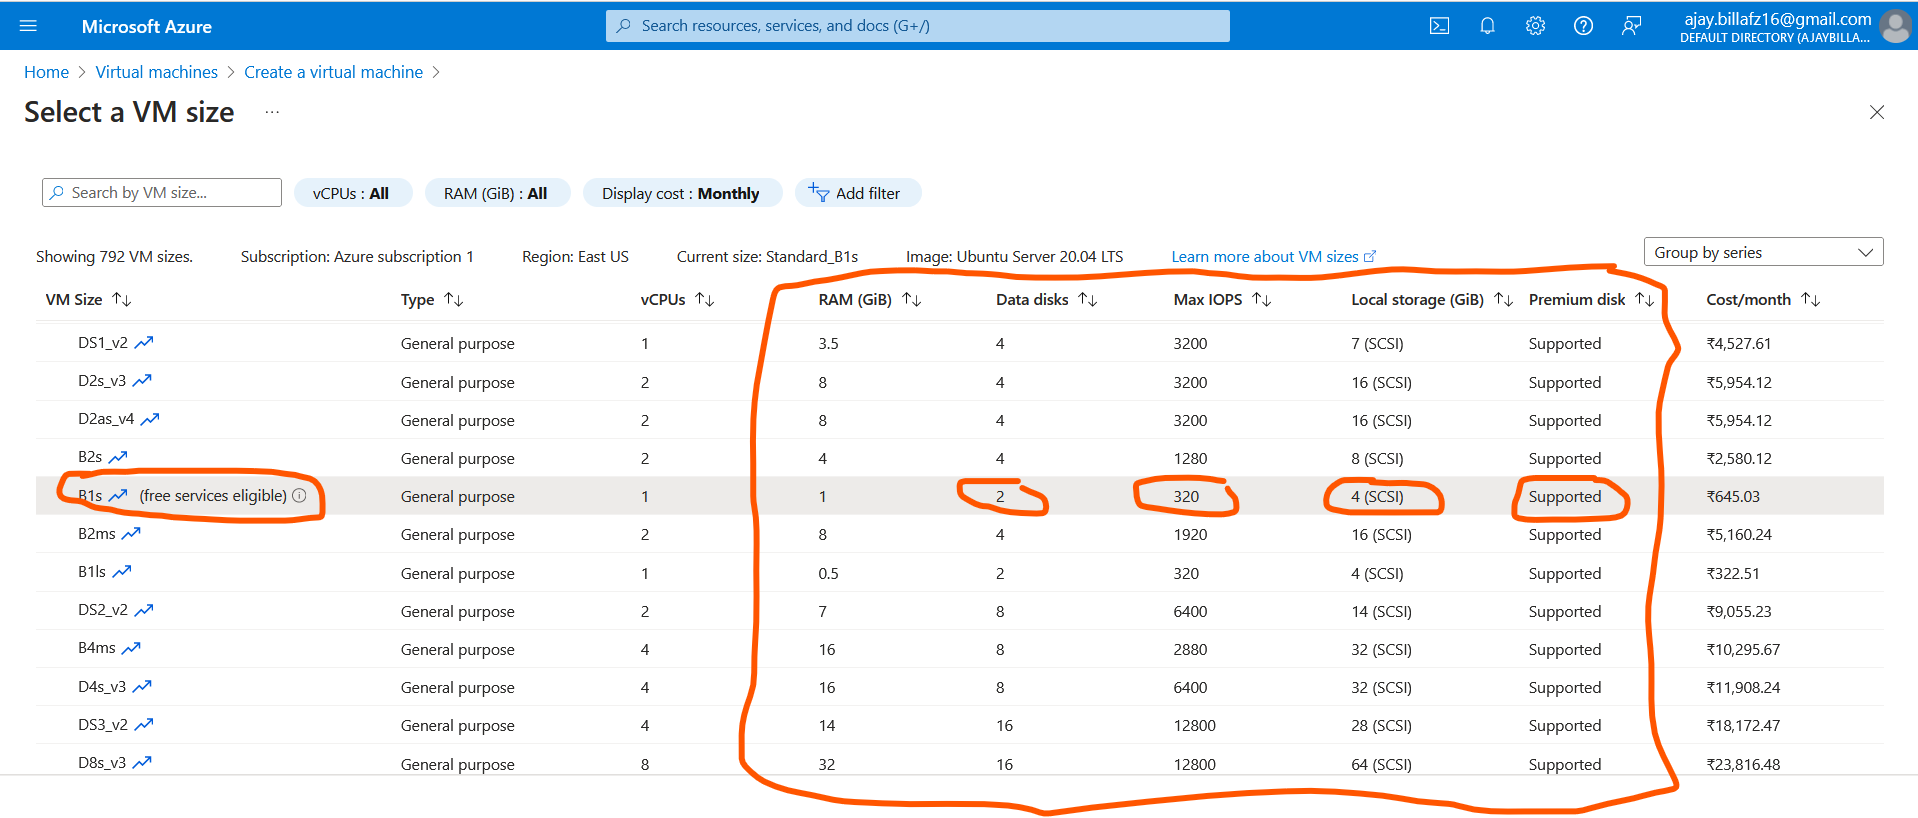 Microsoft Azure
Search resources, services, and docs (G+/)
ajay.billafz16@gmail.com
DEFAULT DIRECTORY (AJAYBILLA...
Home > Virtual machines > Create a virtual machine >
Select a VM size ...
Search by VM size...
vCPUs : All
RAM (GiB) : All
Display cost : Monthly
Add filter
Showing 792 VM sizes. Subscription: Azure subscription 1 Region: East US Current size: Standard_B1s Image: Ubuntu Server 20.04 LTS Learn more about VM sizes
Group by series
VM Size Type vCPUs RAM (GiB) Data disks Max IOPS Local storage (GiB) Premium disk Cost/month
DS1_v2 General purpose 1 3.5 4 3200 7 (SCSI) Supported ₹4,527.61
D2s_v3 General purpose 2 8 4 3200 16 (SCSI) Supported ₹5,954.12
D2as_v4 General purpose 2 8 4 3200 16 (SCSI) Supported ₹5,954.12
B2s General purpose 2 4 4 1280 8 (SCSI) Supported ₹2,580.12
B1s (free services eligible) General purpose 1 1 2 320 4 (SCSI) Supported ₹645.03
B2ms General purpose 2 8 4 1920 16 (SCSI) Supported ₹5,160.24
B1ls General purpose 1 0.5 2 320 4 (SCSI) Supported ₹322.51
DS2_v2 General purpose 2 7 8 6400 14 (SCSI) Supported ₹9,055.23
B4ms General purpose 4 16 8 2880 32 (SCSI) Supported ₹10,295.67
D4s_v3 General purpose 4 16 8 6400 32 (SCSI) Supported ₹11,908.24
DS3_v2 General purpose 4 14 16 12800 28 (SCSI) Supported ₹18,172.47
D8s_v3 General purpose 8 32 16 12800 64 (SCSI) Supported ₹23,816.48